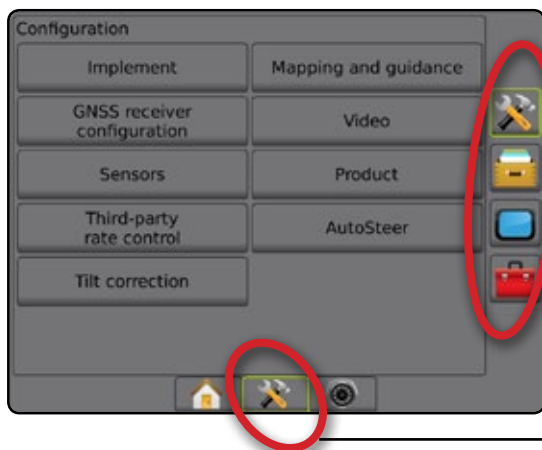 Configuration
Implement
Mapping and guidance
GNSS receiver
configuration
Video
Sensors
Product
Third-party
rate control
AutoSteer
Tilt correction